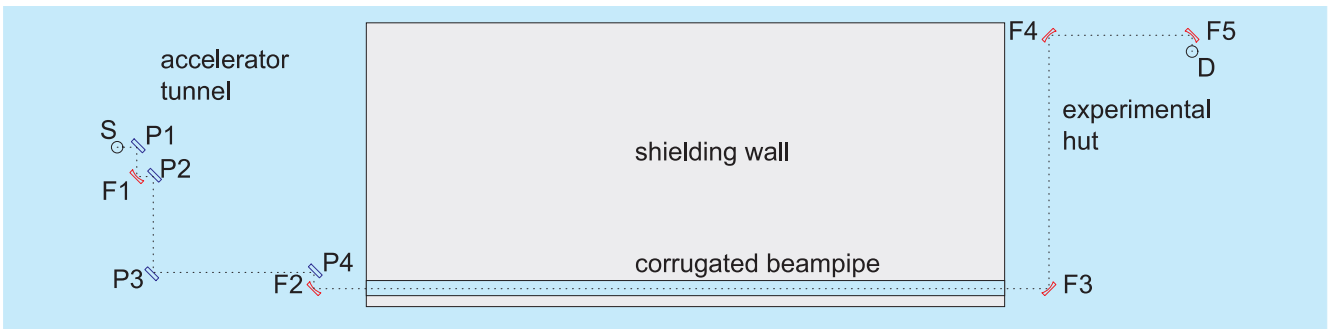 F4
F5
accelerator
tunnel
D
S
P1
experimental
hut
shielding wall
P2
F1
corrugated beampipe
P3
P4
F2
F3